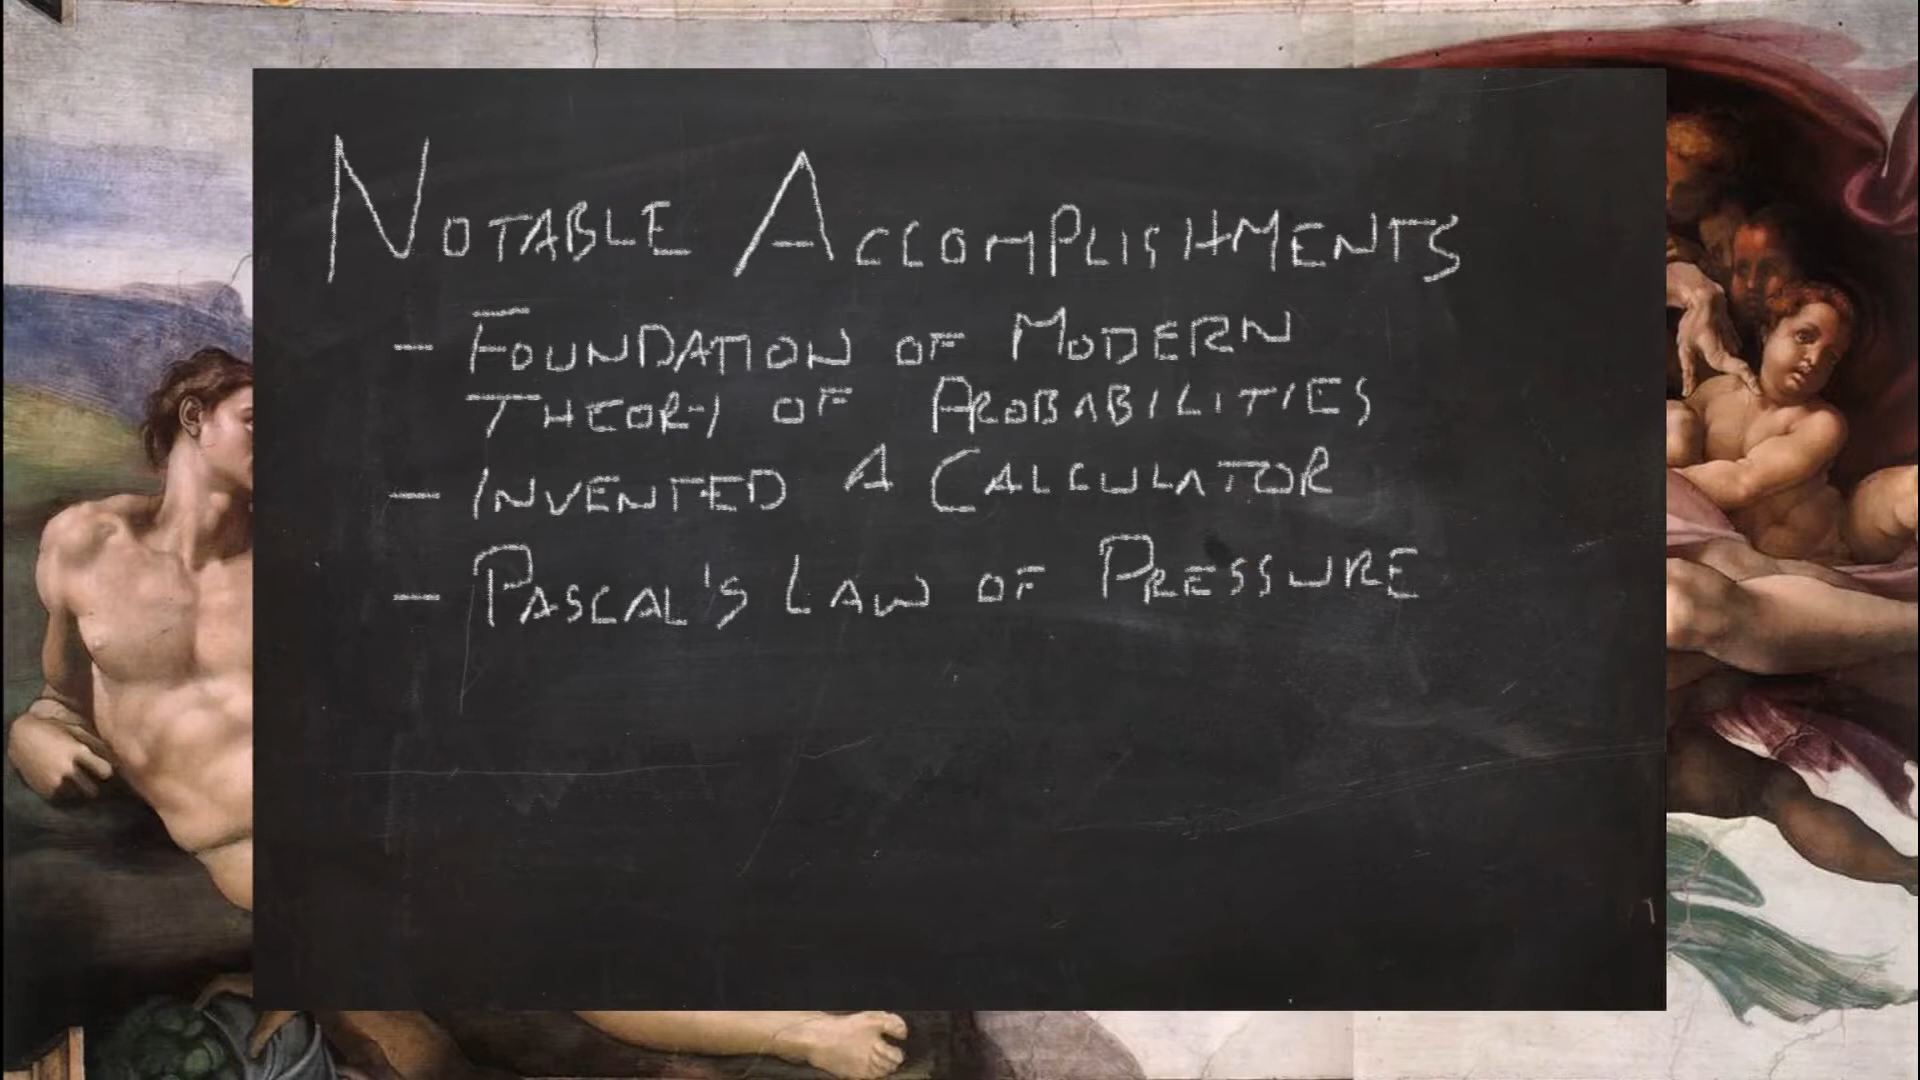 NOTABLE ACCOMPLISHMENTS
- FOUNDATION OF MODERN
THEORY OF PROBABILITIES
- INVENTED A CALCULATOR
- PASCAL'S LAW OF PRESSURE